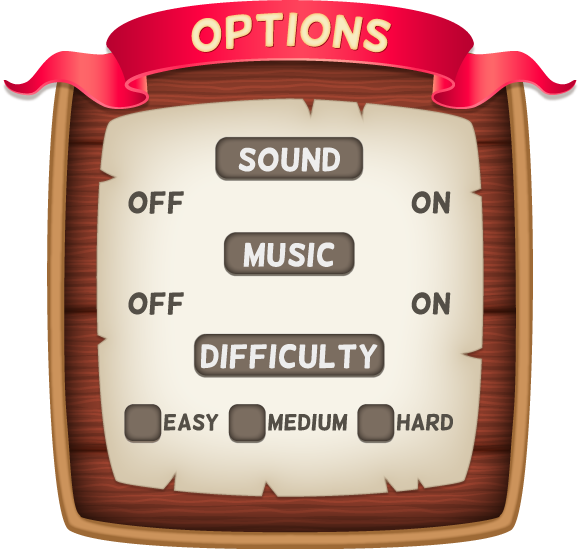 OPTIONS
SOUND
OFF ON
MUSIC
OFF ON
DIFFICULTY
EASY MEDIUM HARD